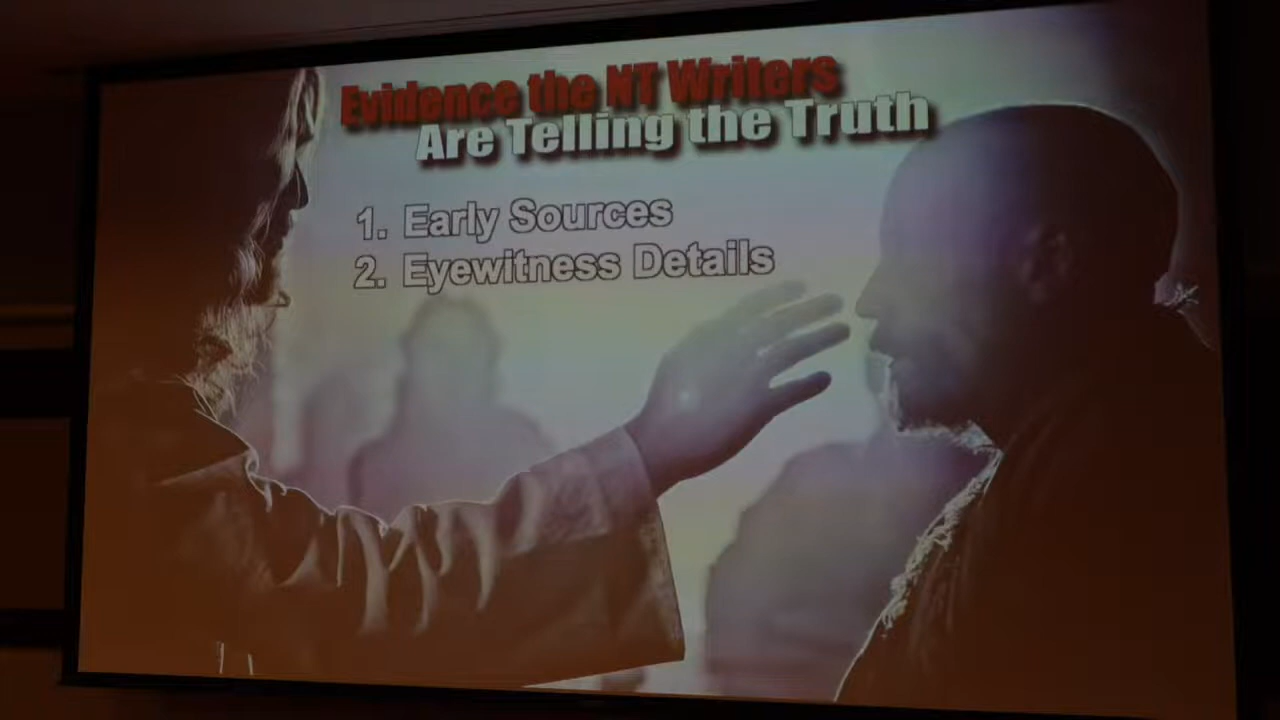 Evidence the NT Writers
Are Telling the Truth
1. Early Sources
2. Eyewitness Details